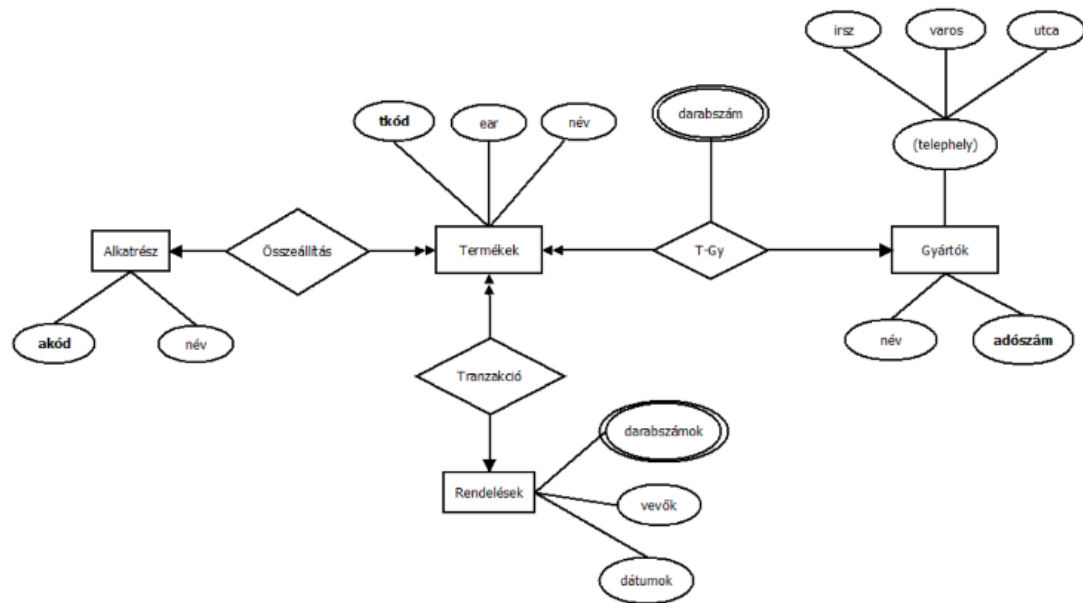 irsz
varos
utca
darabszám
tkód
ear
név
(telephely)
Alkatrész
Összeállítás
Termékek
T-Gy
Gyártók
akód
név
név
adószám
Tranzakció
darabszámok
Rendelések
vevők
dátumok